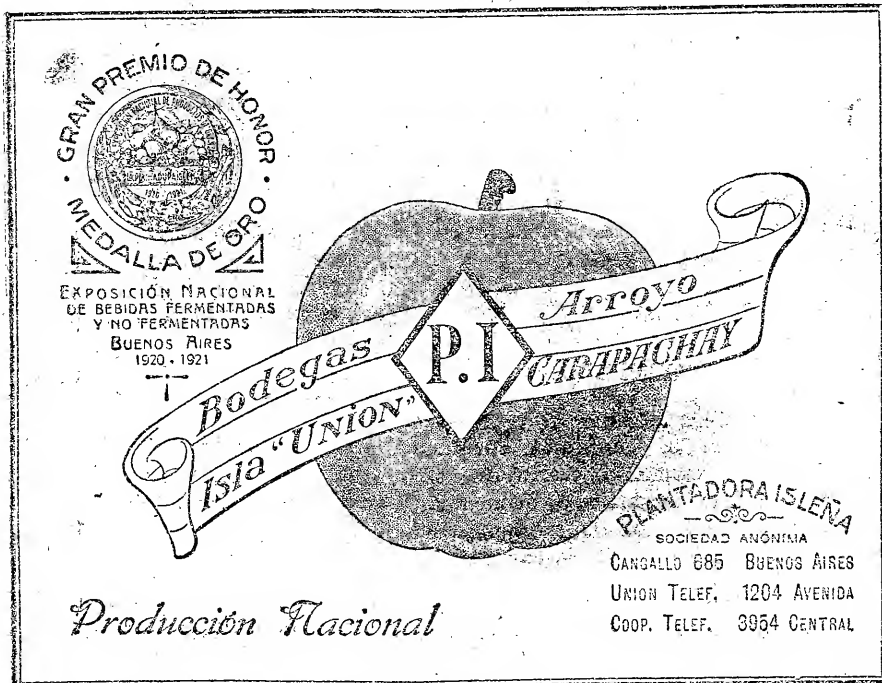 GRAN PREMIO DE HONOR
MEDALLA DE ORO
EXPOSICIÓN NACIONAL
DE BEBIDAS FERMENTADAS
Y NO FERMENTADAS
BUENOS AIRES
1920 - 1921
Bodegas
Isla "UNION"
P.I
Arroyo
CARAPACHAY
PLANTADORA ISLEÑA
SOCIEDAD ANÓNIMA
CANGALLO 685 BUENOS AIRES
UNION TELEF. 1204 AVENIDA
COOP. TELEF. 3954 CENTRAL
Producción Nacional